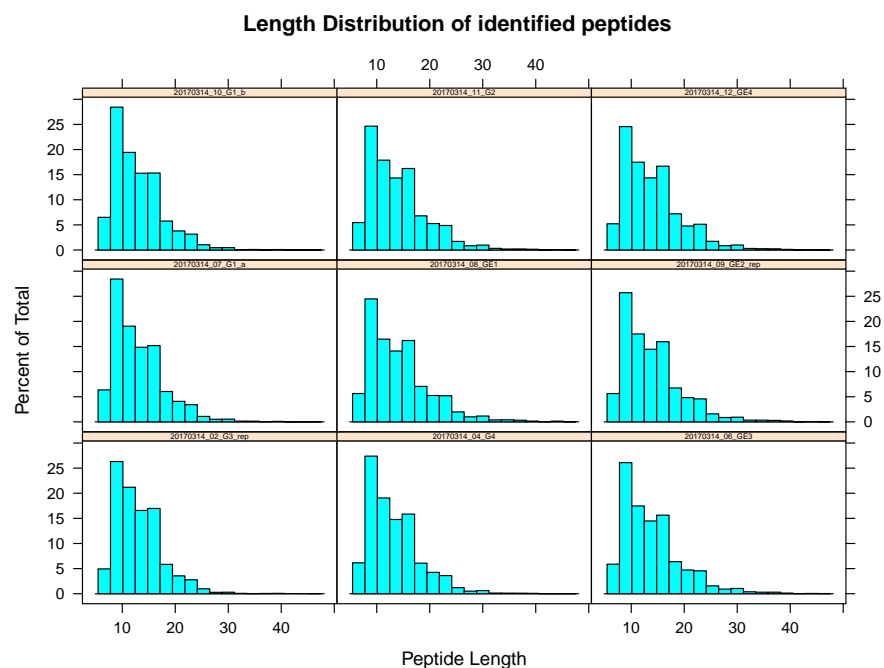 Length Distribution of identified peptides
10 20 30 40
20170314_10_G1_b 20170314_11_G2 20170314_12_GE4
25
20
15
10
5
0
20170314_07_G1_a 20170314_08_GE1 20170314_09_GE2_rep
25
20
15
10
5
0
20170314_02_G3_rep 20170314_04_G4 20170314_06_GE3
25
20
15
10
5
0
10 20 30 40 10 20 30 40
Percent of Total
Peptide Length